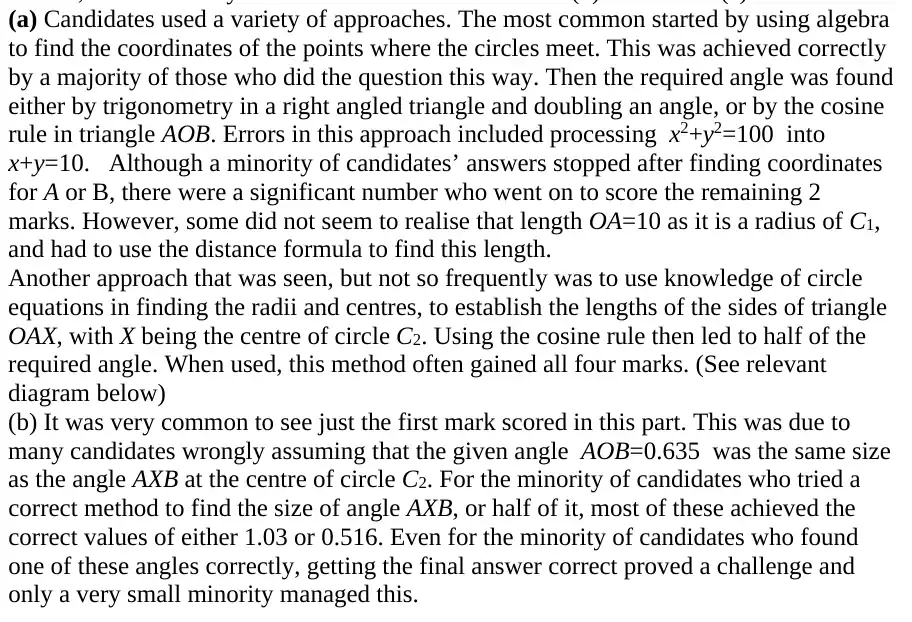 (a) Candidates used a variety of approaches. The most common started by using algebra
to find the coordinates of the points where the circles meet. This was achieved correctly
by a majority of those who did the question this way. Then the required angle was found
either by trigonometry in a right angled triangle and doubling an angle, or by the cosine
rule in triangle AOB. Errors in this approach included processing x²+y²=100 into
x+y=10. Although a minority of candidates’ answers stopped after finding coordinates
for A or B, there were a significant number who went on to score the remaining 2
marks. However, some did not seem to realise that length OA=10 as it is a radius of C₁,
and had to use the distance formula to find this length.
Another approach that was seen, but not so frequently was to use knowledge of circle
equations in finding the radii and centres, to establish the lengths of the sides of triangle
OAX, with X being the centre of circle C₂. Using the cosine rule then led to half of the
required angle. When used, this method often gained all four marks. (See relevant
diagram below)
(b) It was very common to see just the first mark scored in this part. This was due to
many candidates wrongly assuming that the given angle AOB=0.635 was the same size
as the angle AXB at the centre of circle C₂. For the minority of candidates who tried a
correct method to find the size of angle AXB, or half of it, most of these achieved the
correct values of either 1.03 or 0.516. Even for the minority of candidates who found
one of these angles correctly, getting the final answer correct proved a challenge and
only a very small minority managed this.